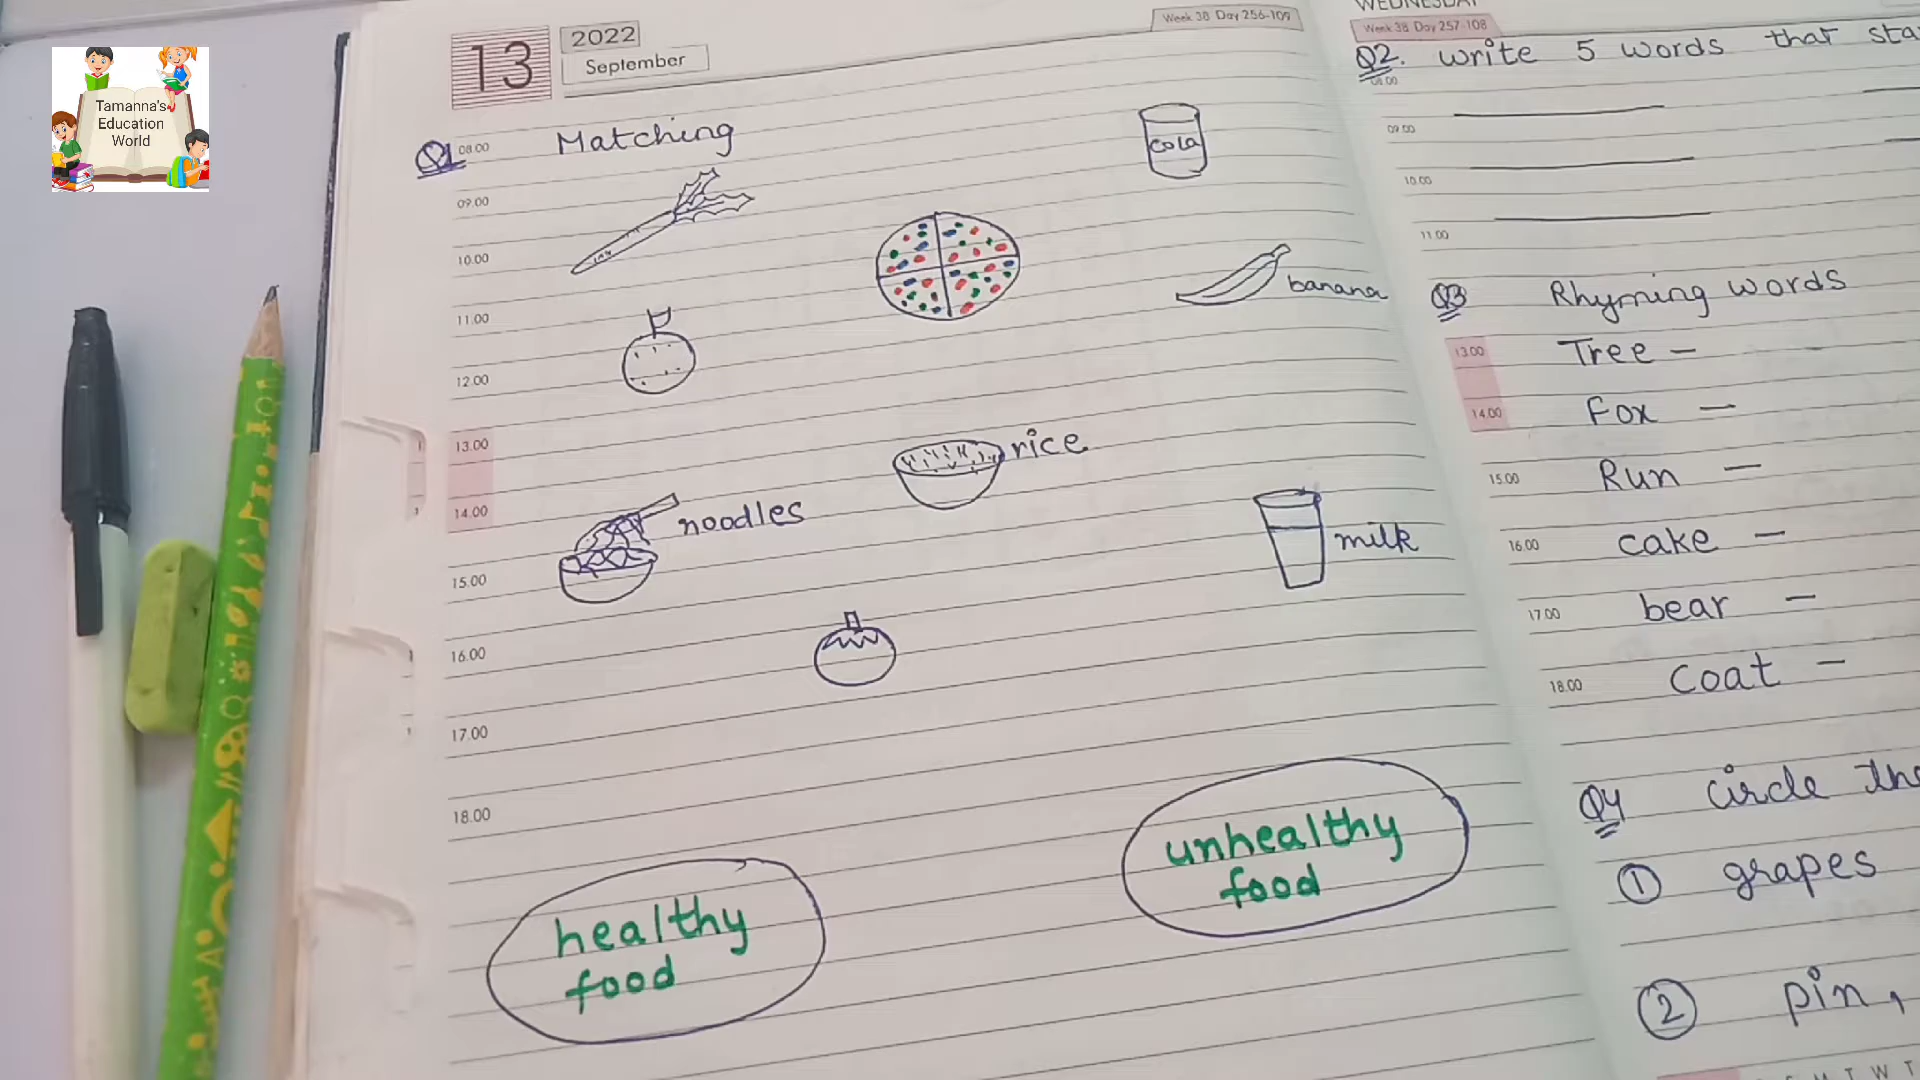 Tamanna's
Education
World
13
2022
September
Week 38 Day 256-109
Q1
Matching
08.00
09.00
10.00
11.00
12.00
13.00
14.00
15.00
16.00
17.00
18.00
cola
banana
rice
noodles
milk
healthy
food
unhealthy
food
WEDNESDAY
Week 38 Day 257-108
Q2. write 5 words that sta
08.00
09.00
10.00
11.00
Q3 Rhyming words
13.00 Tree –
14.00 Fox –
15.00 Run –
16.00 cake –
17.00 bear –
18.00 coat –
Q4 circle the
1 grapes
2 pin,
T W T